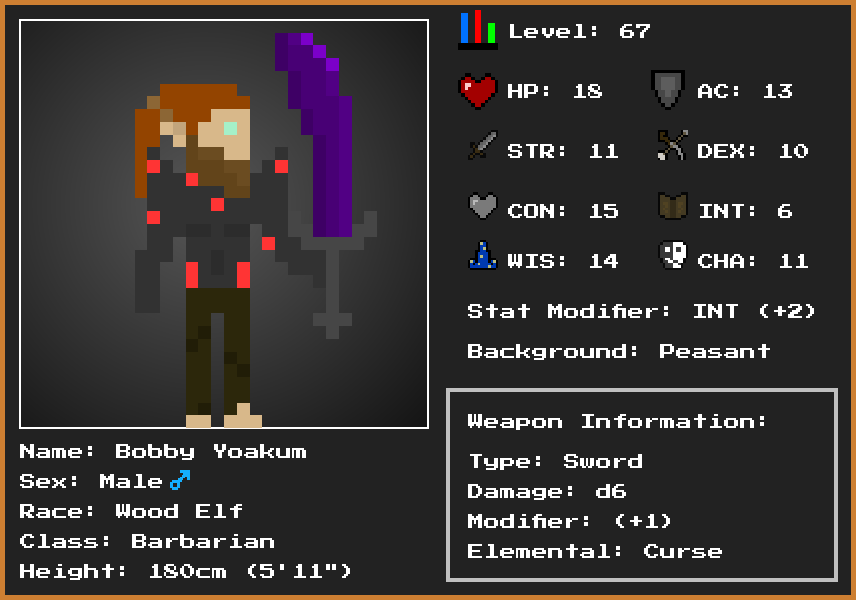 Level: 67
HP: 18
AC: 13
STR: 11
DEX: 10
CON: 15
INT: 6
WIS: 14
CHA: 11
Stat Modifier: INT (+2)
Background: Peasant
Weapon Information:
Type: Sword
Damage: d6
Modifier: (+1)
Elemental: Curse
Name: Bobby Yoakum
Sex: Male ♂
Race: Wood Elf
Class: Barbarian
Height: 180cm (5'11")